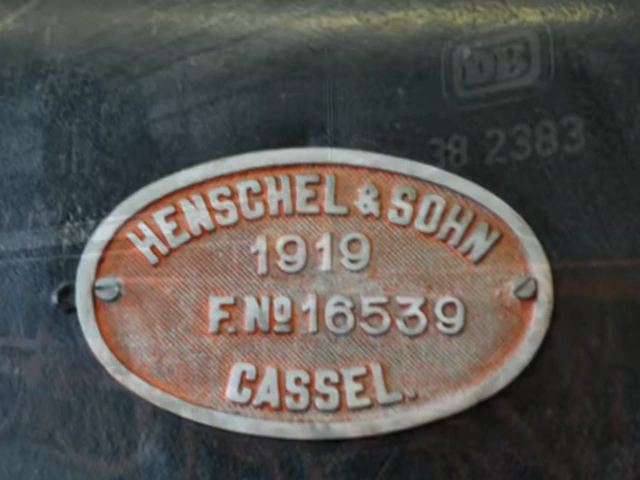 DB
38 2383
HENSCHEL & SOHN
1919
F. No 16539
CASSEL.